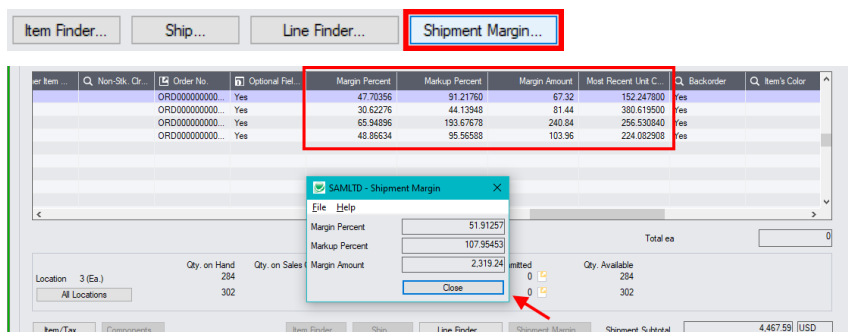 Item Finder... Ship... Line Finder... Shipment Margin...
er Item ... Non-Stk. Clr... Order No. Optional Fiel... Margin Percent Markup Percent Margin Amount Most Recent Unit C... Backorder Item's Color
ORD000000000... Yes 47.70356 91.21760 67.32 152.247800 Yes
ORD000000000... Yes 30.62276 44.13948 81.44 380.619500 Yes
ORD000000000... Yes 65.94896 193.67678 240.84 256.530840 Yes
ORD000000000... Yes 48.86634 95.56588 103.96 224.082908 Yes
SAMLTD - Shipment Margin
File Help
Margin Percent 51.91257
Markup Percent 107.95453
Margin Amount 2,319.24
Close
Total ea 0
Qty. on Hand Qty. on Sales mmitted Qty. Available
Location 3 (Ea.) 284 0 284
All Locations 302 0 302
Item/Tax... Components... Item Finder... Ship... Line Finder... Shipment Margin... Shipment Subtotal 4,467.59 USD